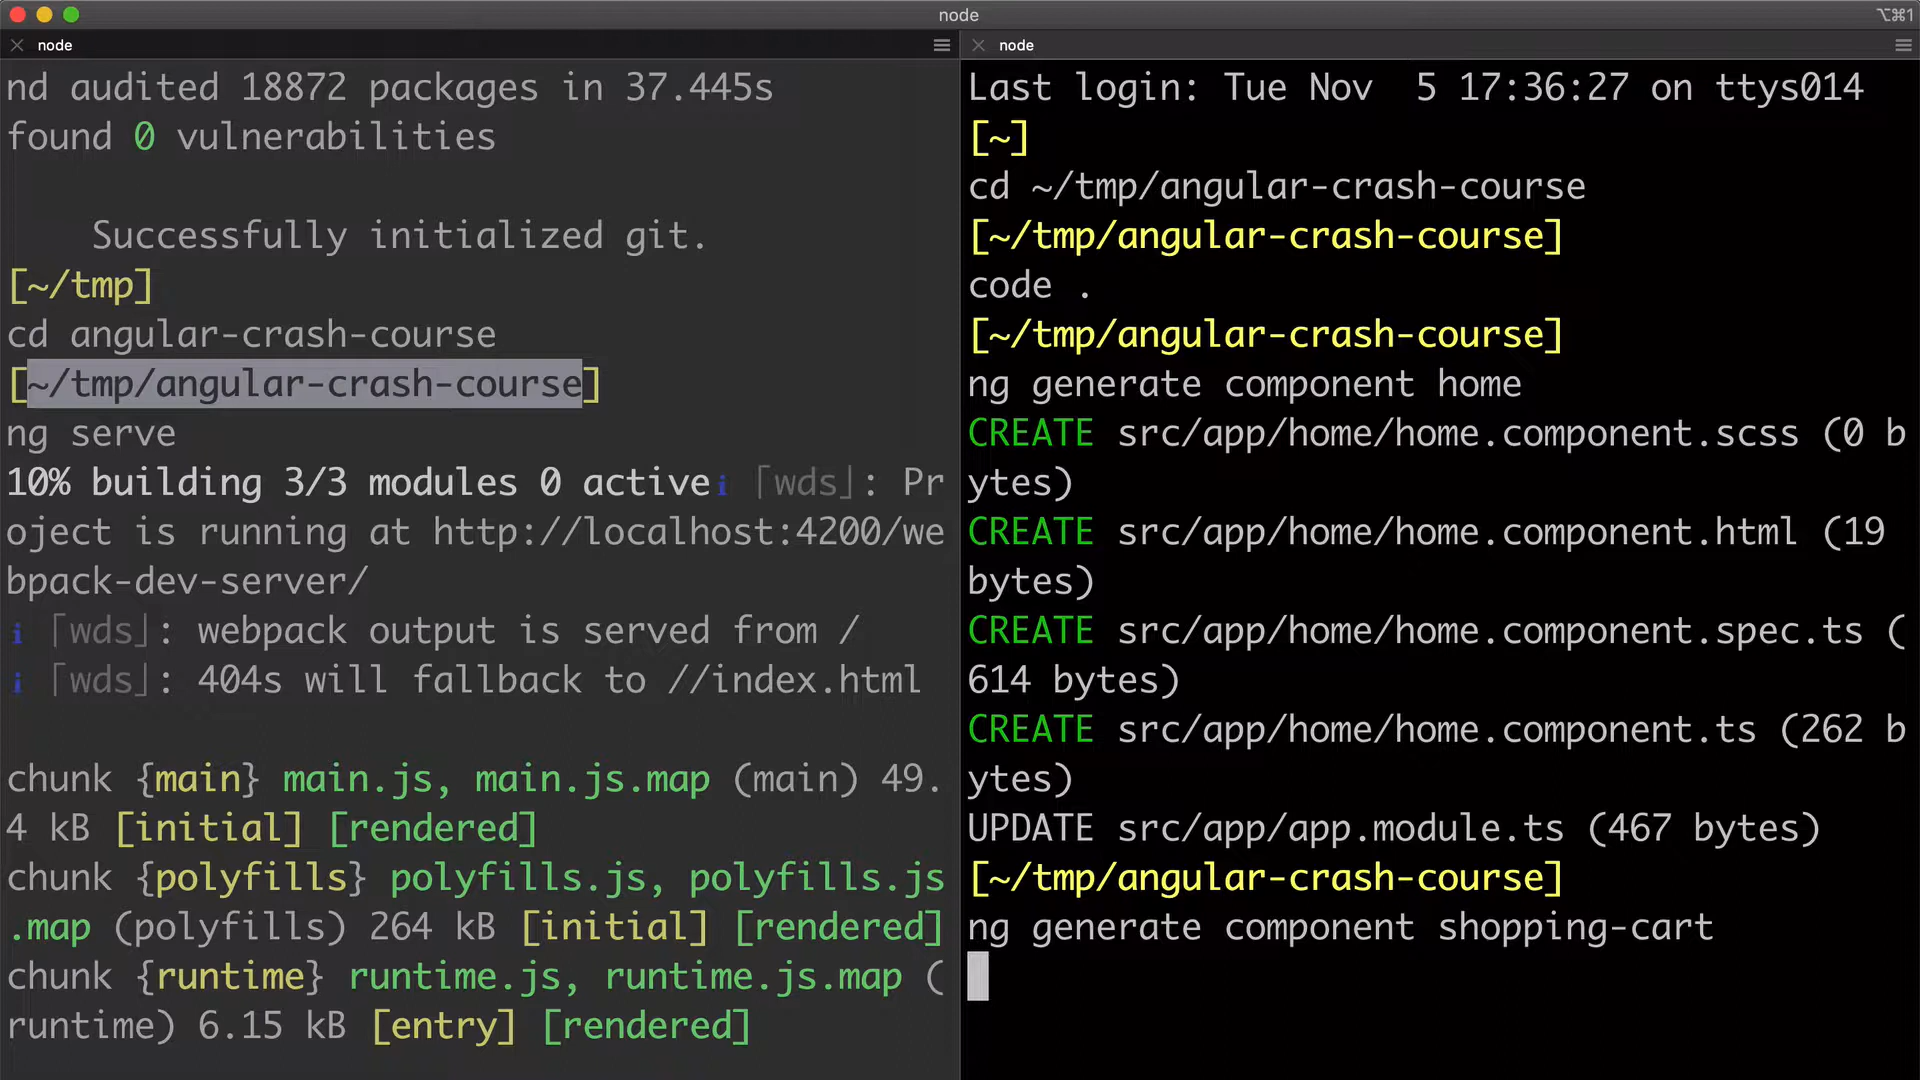 node
⌥⌘1
node
nd audited 18872 packages in 37.445s
found 0 vulnerabilities
Successfully initialized git.
[~/tmp]
cd angular-crash-course
[~/tmp/angular-crash-course]
ng serve
10% building 3/3 modules 0 activeℹ ｢wds｣: Pr
oject is running at http://localhost:4200/we
bpack-dev-server/
ℹ ｢wds｣: webpack output is served from /
ℹ ｢wds｣: 404s will fallback to //index.html
chunk {main} main.js, main.js.map (main) 49.
4 kB [initial] [rendered]
chunk {polyfills} polyfills.js, polyfills.js
.map (polyfills) 264 kB [initial] [rendered]
chunk {runtime} runtime.js, runtime.js.map (
runtime) 6.15 kB [entry] [rendered]
node
Last login: Tue Nov  5 17:36:27 on ttys014
[~]
cd ~/tmp/angular-crash-course
[~/tmp/angular-crash-course]
code .
[~/tmp/angular-crash-course]
ng generate component home
CREATE src/app/home/home.component.scss (0 b
ytes)
CREATE src/app/home/home.component.html (19
bytes)
CREATE src/app/home/home.component.spec.ts (
614 bytes)
CREATE src/app/home/home.component.ts (262 b
ytes)
UPDATE src/app/app.module.ts (467 bytes)
[~/tmp/angular-crash-course]
ng generate component shopping-cart